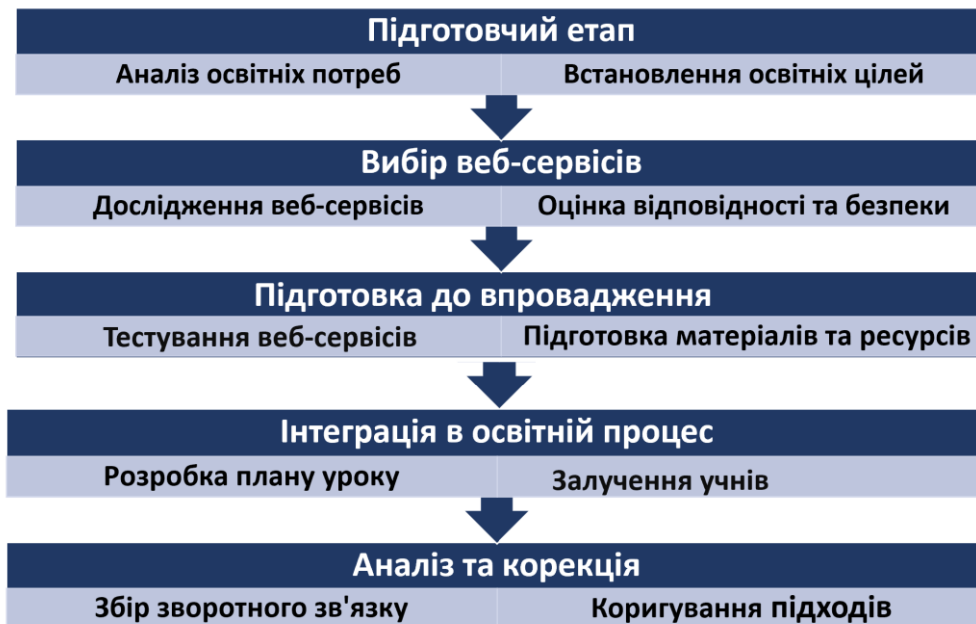 Підготовчий етап
Аналіз освітніх потреб
Встановлення освітніх цілей
Вибір веб-сервісів
Дослідження веб-сервісів
Оцінка відповідності та безпеки
Підготовка до впровадження
Тестування веб-сервісів
Підготовка матеріалів та ресурсів
Інтеграція в освітній процес
Розробка плану уроку
Залучення учнів
Аналіз та корекція
Збір зворотного зв'язку
Коригування підходів